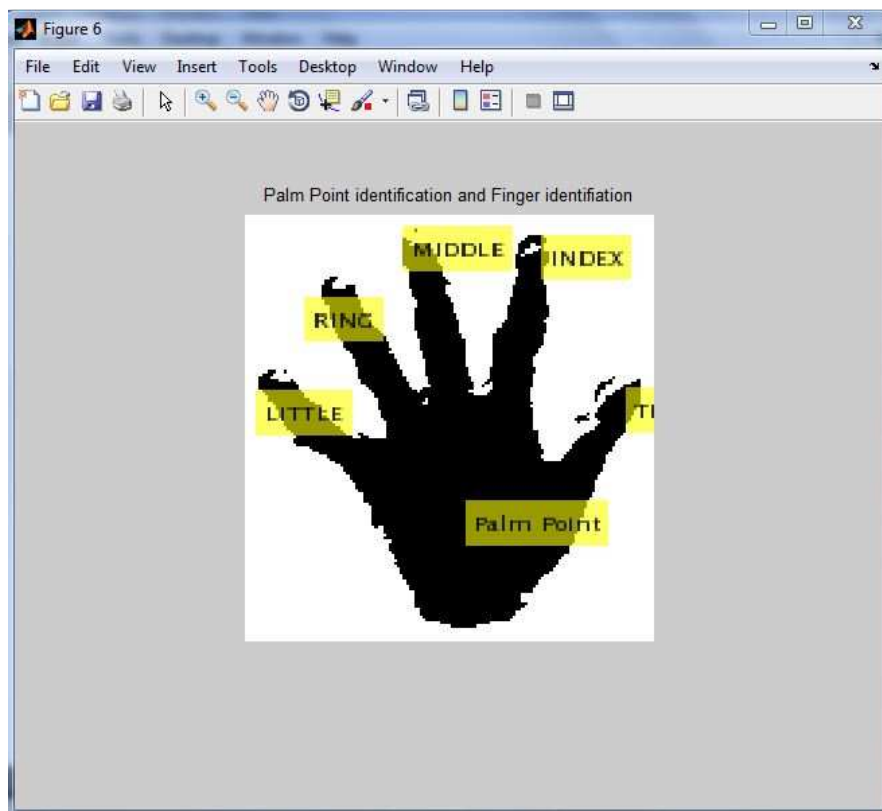 Figure 6
File Edit View Insert Tools Desktop Window Help
Palm Point identification and Finger identifiation
MIDDLE
INDEX
RING
LITTLE
Palm Point